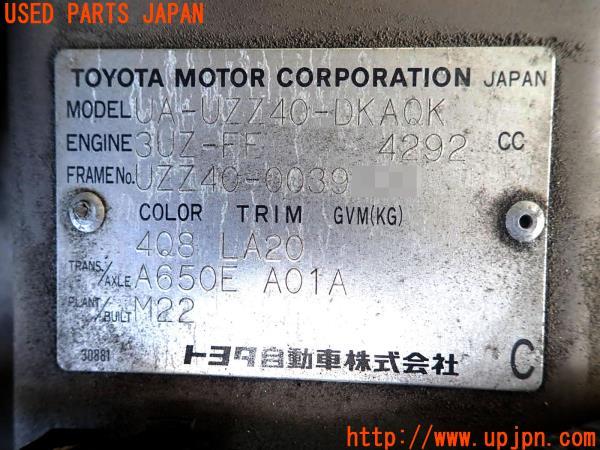 USED PARTS JAPAN
TOYOTA MOTOR CORPORATION JAPAN
MODEL UA-UZZ40-DKAQK
ENGINE 3UZ-FE 4292 CC
FRAME No. UZZ40-0039
COLOR TRIM GVM(KG)
4Q8 LA20
TRANS./AXLE A650E A01A
PLANT/BUILT M22
30881
トヨタ自動車株式会社 C
http://www.upjpn.com/